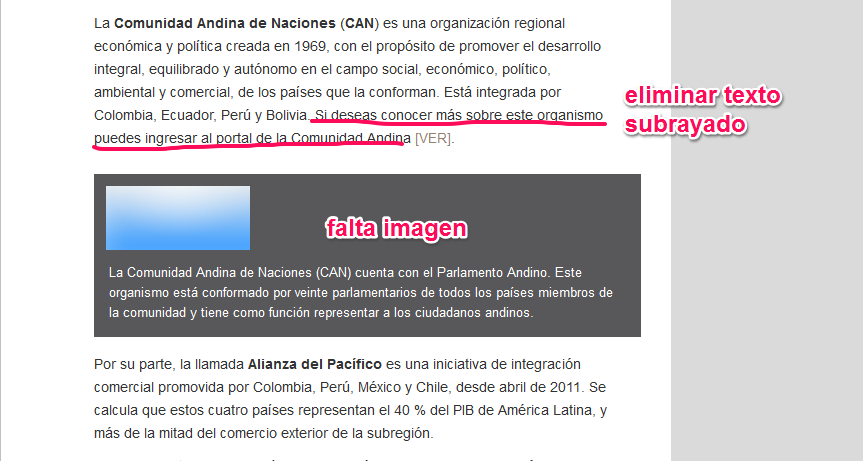 La Comunidad Andina de Naciones (CAN) es una organización regional
económica y política creada en 1969, con el propósito de promover el desarrollo
integral, equilibrado y autónomo en el campo social, económico, político,
ambiental y comercial, de los países que la conforman. Está integrada por
Colombia, Ecuador, Perú y Bolivia. Si deseas conocer más sobre este organismo
puedes ingresar al portal de la Comunidad Andina [VER].
eliminar texto
subrayado
falta imagen
La Comunidad Andina de Naciones (CAN) cuenta con el Parlamento Andino. Este
organismo está conformado por veinte parlamentarios de todos los países miembros de
la comunidad y tiene como función representar a los ciudadanos andinos.
Por su parte, la llamada Alianza del Pacífico es una iniciativa de integración
comercial promovida por Colombia, Perú, México y Chile, desde abril de 2011. Se
calcula que estos cuatro países representan el 40 % del PIB de América Latina, y
más de la mitad del comercio exterior de la subregión.